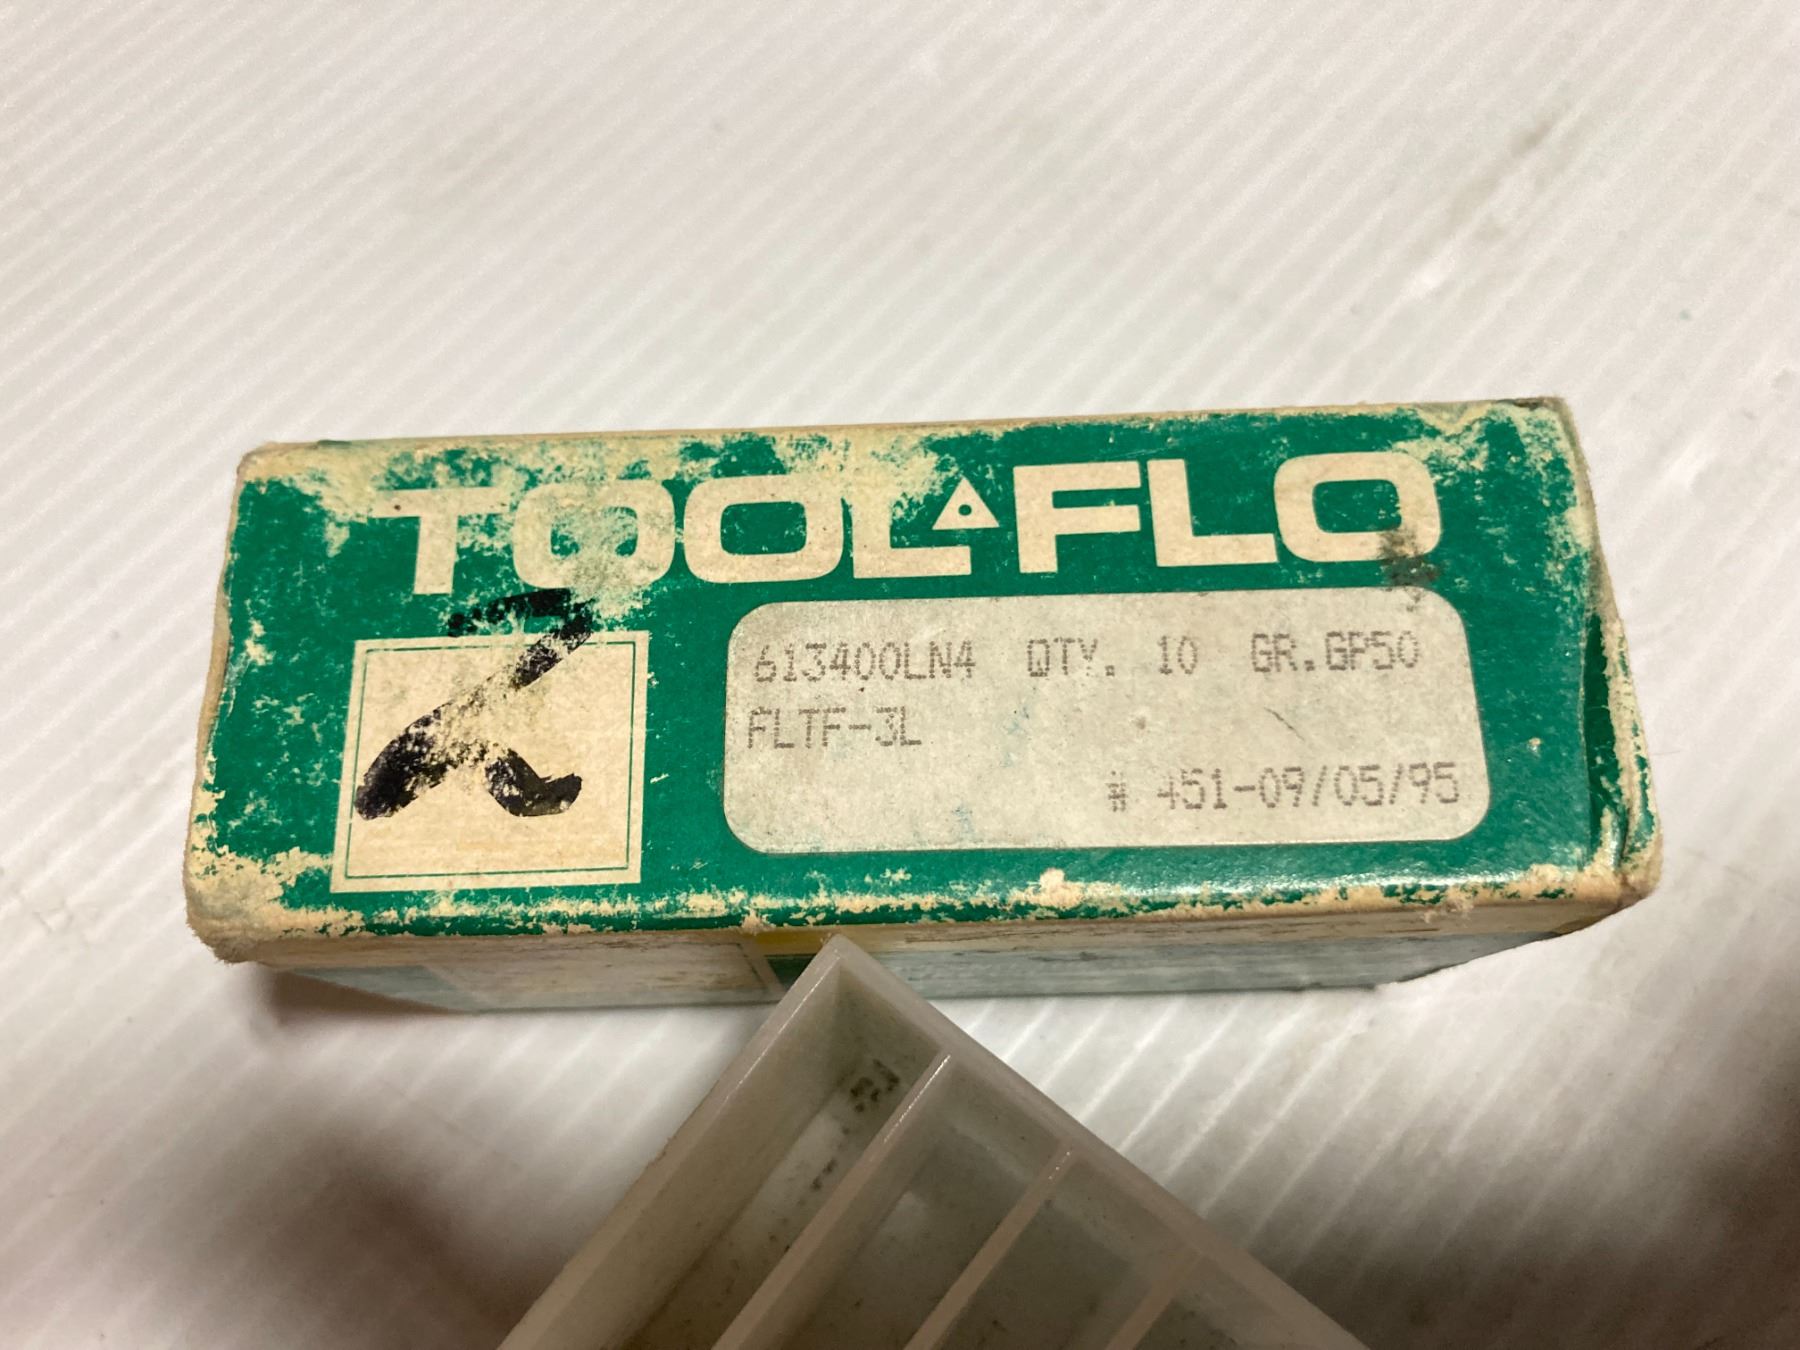 TOOL FLO
613400LN4 QTY. 10 GR.GP50
FLTF-3L
# 451-09/05/95